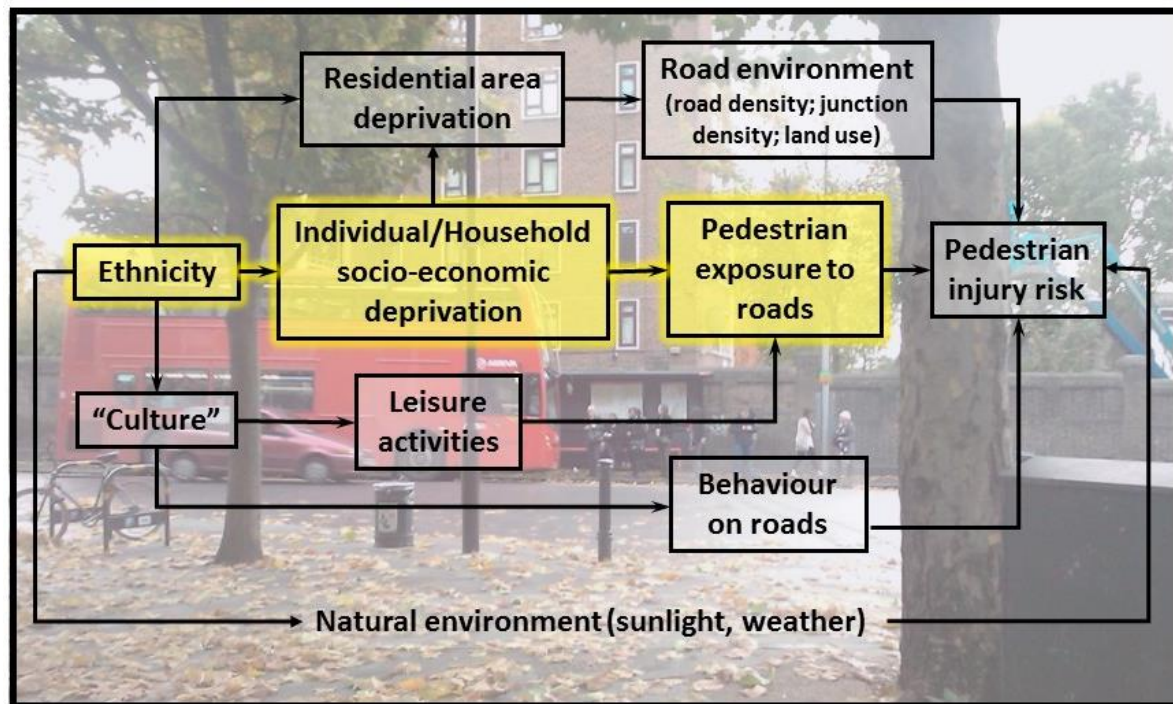 Residential area
deprivation
Road environment
(road density; junction
density; land use)
Ethnicity
Individual/Household
socio-economic
deprivation
Pedestrian
exposure to
roads
Pedestrian
injury risk
“Culture”
Leisure
activities
Behaviour
on roads
Natural environment (sunlight, weather)